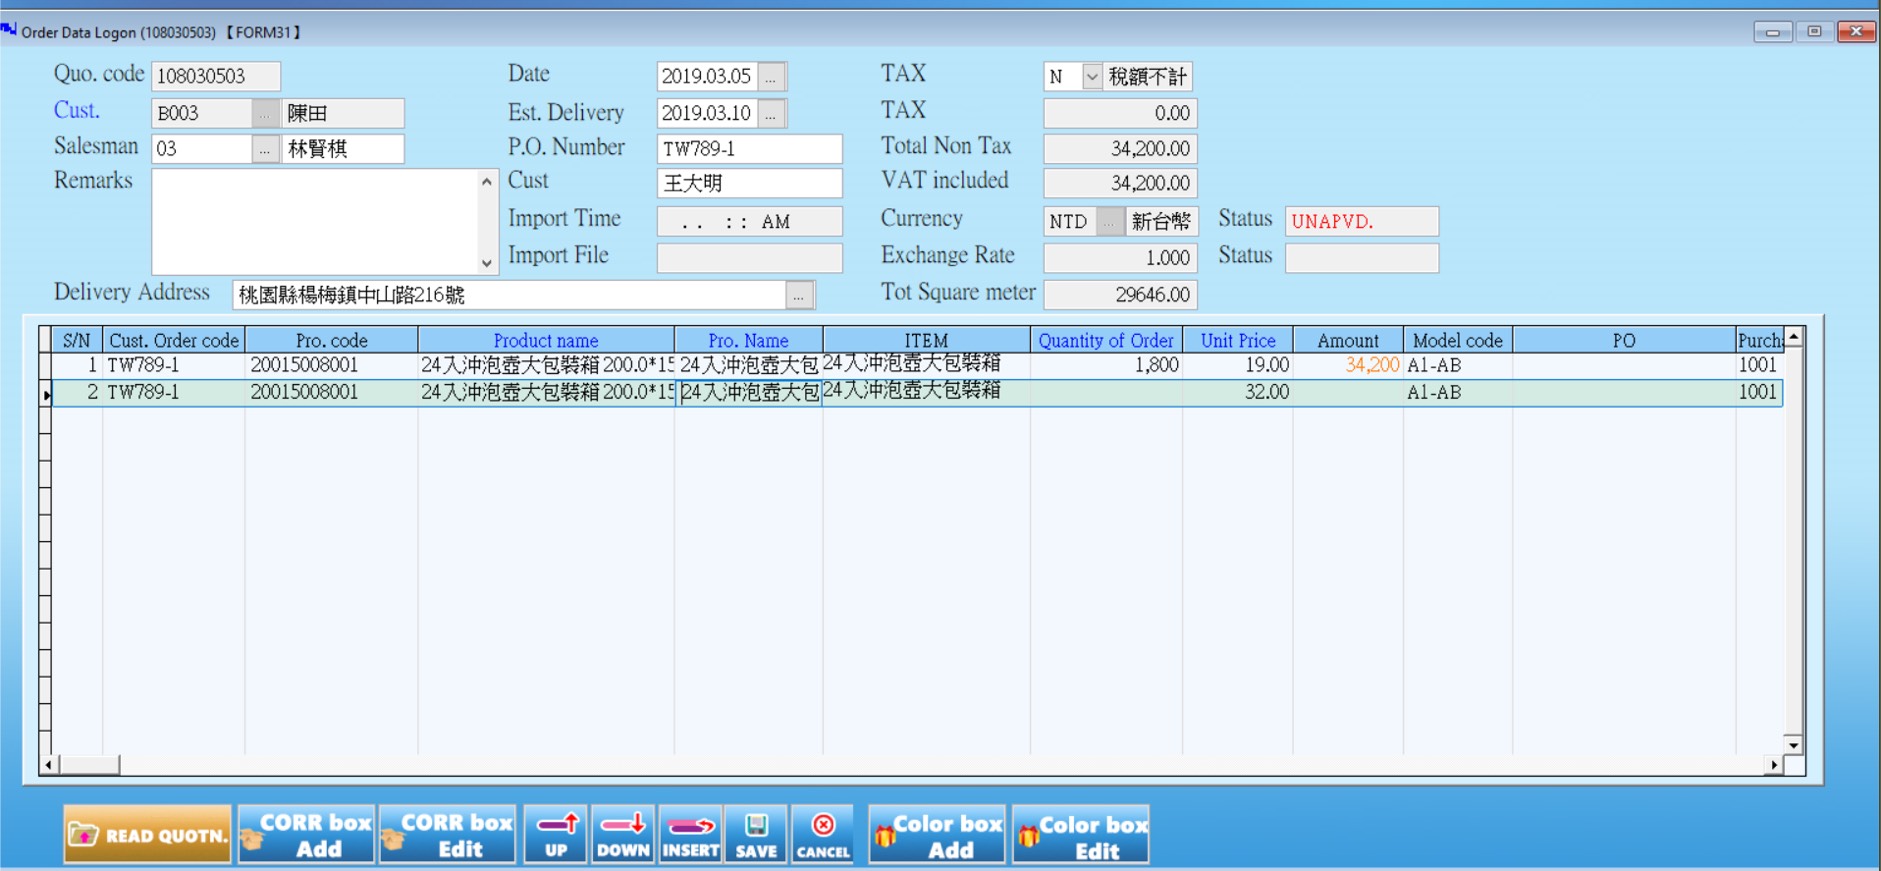 Order Data Logon (108030503) 【FORM31】
Quo. code 108030503 Date 2019.03.05 ... TAX N 稅額不計
Cust. B003 ... 陳田 Est. Delivery 2019.03.10 ... TAX 0.00
Salesman 03 ... 林賢棋 P.O. Number TW789-1 Total Non Tax 34,200.00
Remarks Cust 王大明 VAT included 34,200.00
Import Time . . : : AM Currency NTD ... 新台幣 Status UNAPVD.
Import File Exchange Rate 1.000 Status
Delivery Address 桃園縣楊梅鎮中山路216號 ... Tot Square meter 29646.00
S/N Cust. Order code Pro. code Product name Pro. Name ITEM Quantity of Order Unit Price Amount Model code PO Purch
1 TW789-1 20015008001 24入沖泡壺大包裝箱 200.0*15 24入沖泡壺大包 24入沖泡壺大包裝箱 1,800 19.00 34,200 A1-AB 1001
2 TW789-1 20015008001 24入沖泡壺大包裝箱 200.0*15 24入沖泡壺大包 24入沖泡壺大包裝箱 32.00 A1-AB 1001
READ QUOTN. CORR box Add CORR box Edit UP DOWN INSERT SAVE CANCEL Color box Add Color box Edit